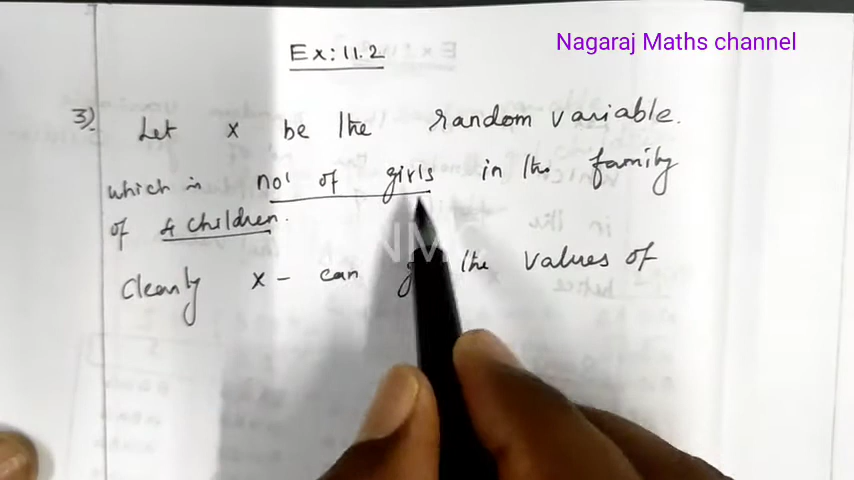 Nagaraj Maths channel
Ex: 11.2
3) Let x be the random variable.
which is no' of girls in the family
of 4 children.
NMC
Clearly x - can the values of